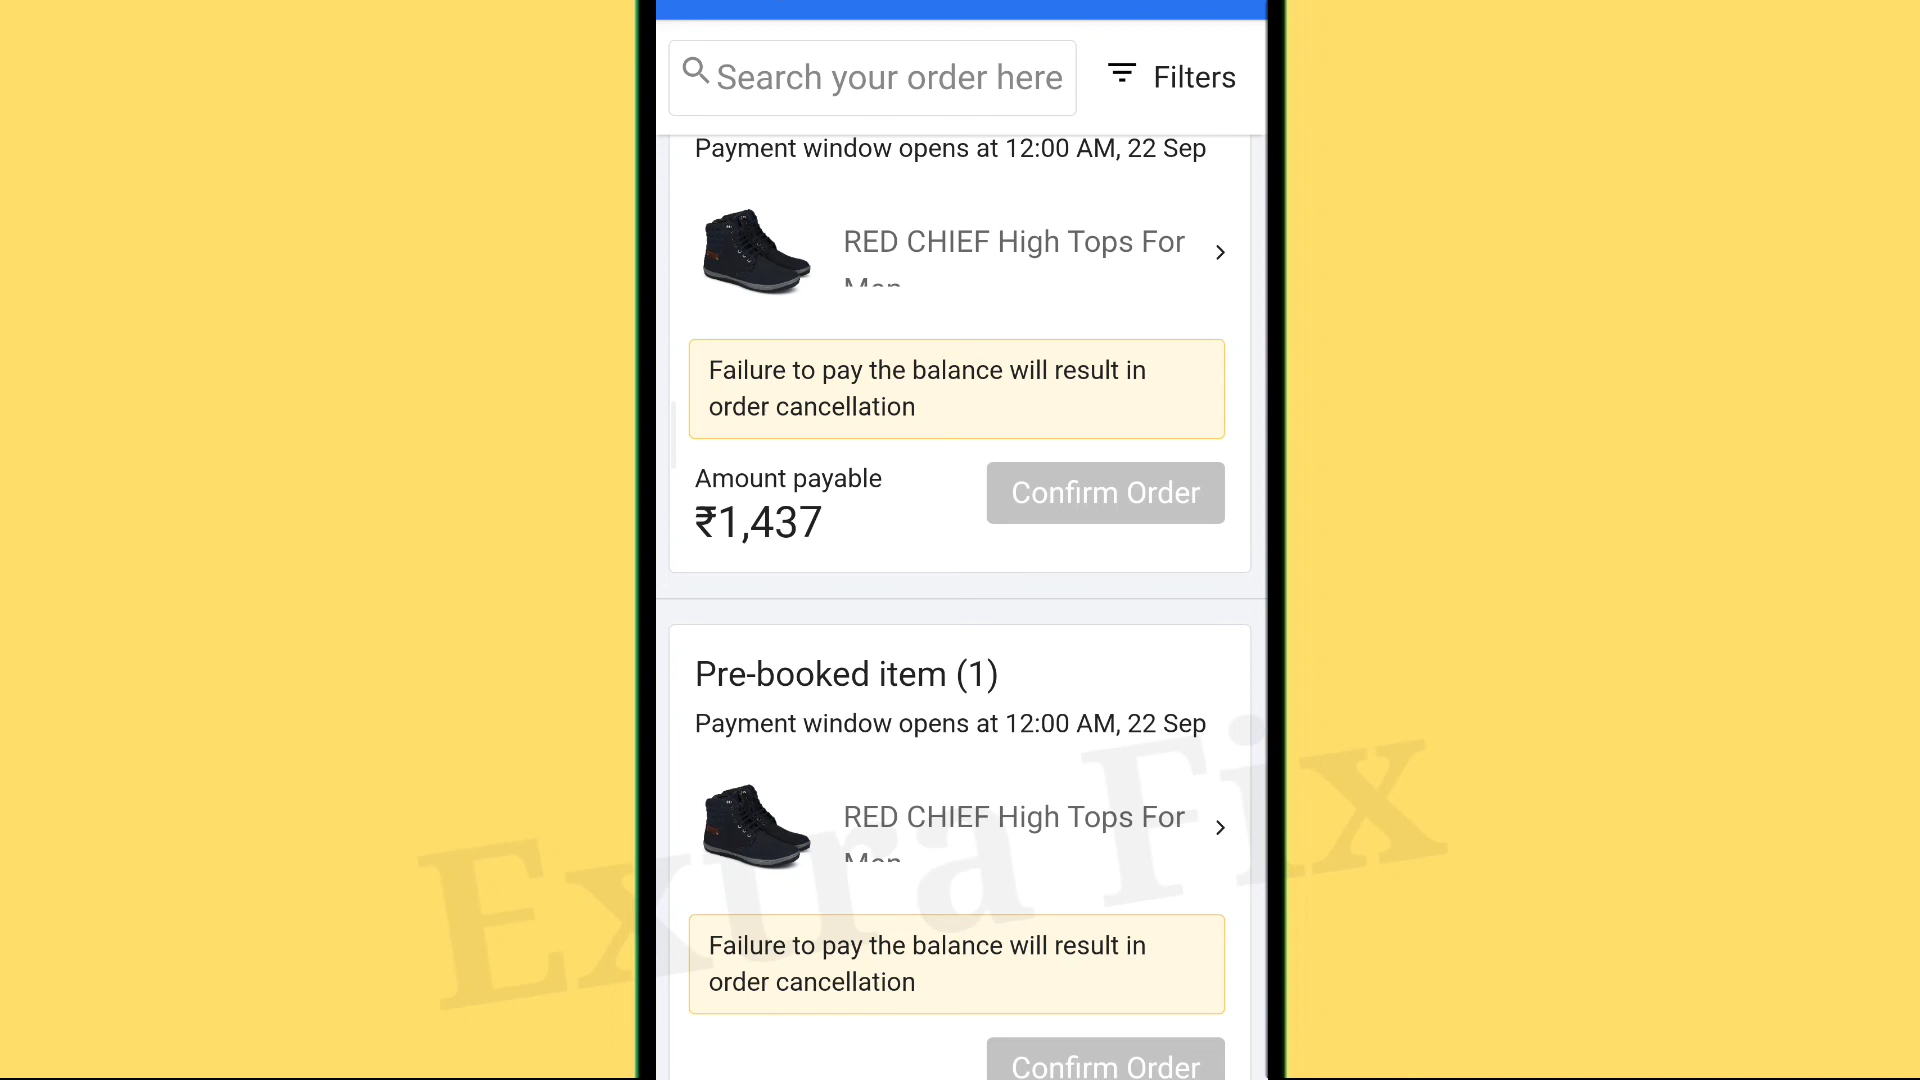 Search your order here
Filters
Payment window opens at 12:00 AM, 22 Sep
RED CHIEF High Tops For
Men
Failure to pay the balance will result in
order cancellation
Amount payable
₹1,437
Confirm Order
Pre-booked item (1)
Payment window opens at 12:00 AM, 22 Sep
RED CHIEF High Tops For
Men
Failure to pay the balance will result in
order cancellation
Confirm Order
Extra Fix